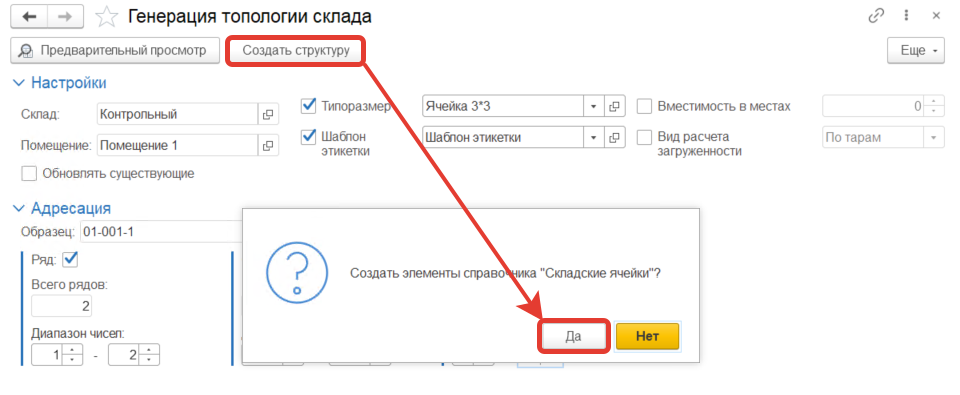 Генерация топологии склада
Предварительный просмотр
Создать структуру
Еще
Настройки
Склад: Контрольный
Типоразмер Ячейка 3*3
Вместимость в местах 0
Помещение: Помещение 1
Шаблон этикетки Шаблон этикетки
Вид расчета загруженности По тарам
Обновлять существующие
Адресация
Образец: 01-001-1
Ряд:
Всего рядов:
2
Диапазон чисел:
1 - 2
Создать элементы справочника "Складские ячейки"?
Да
Нет